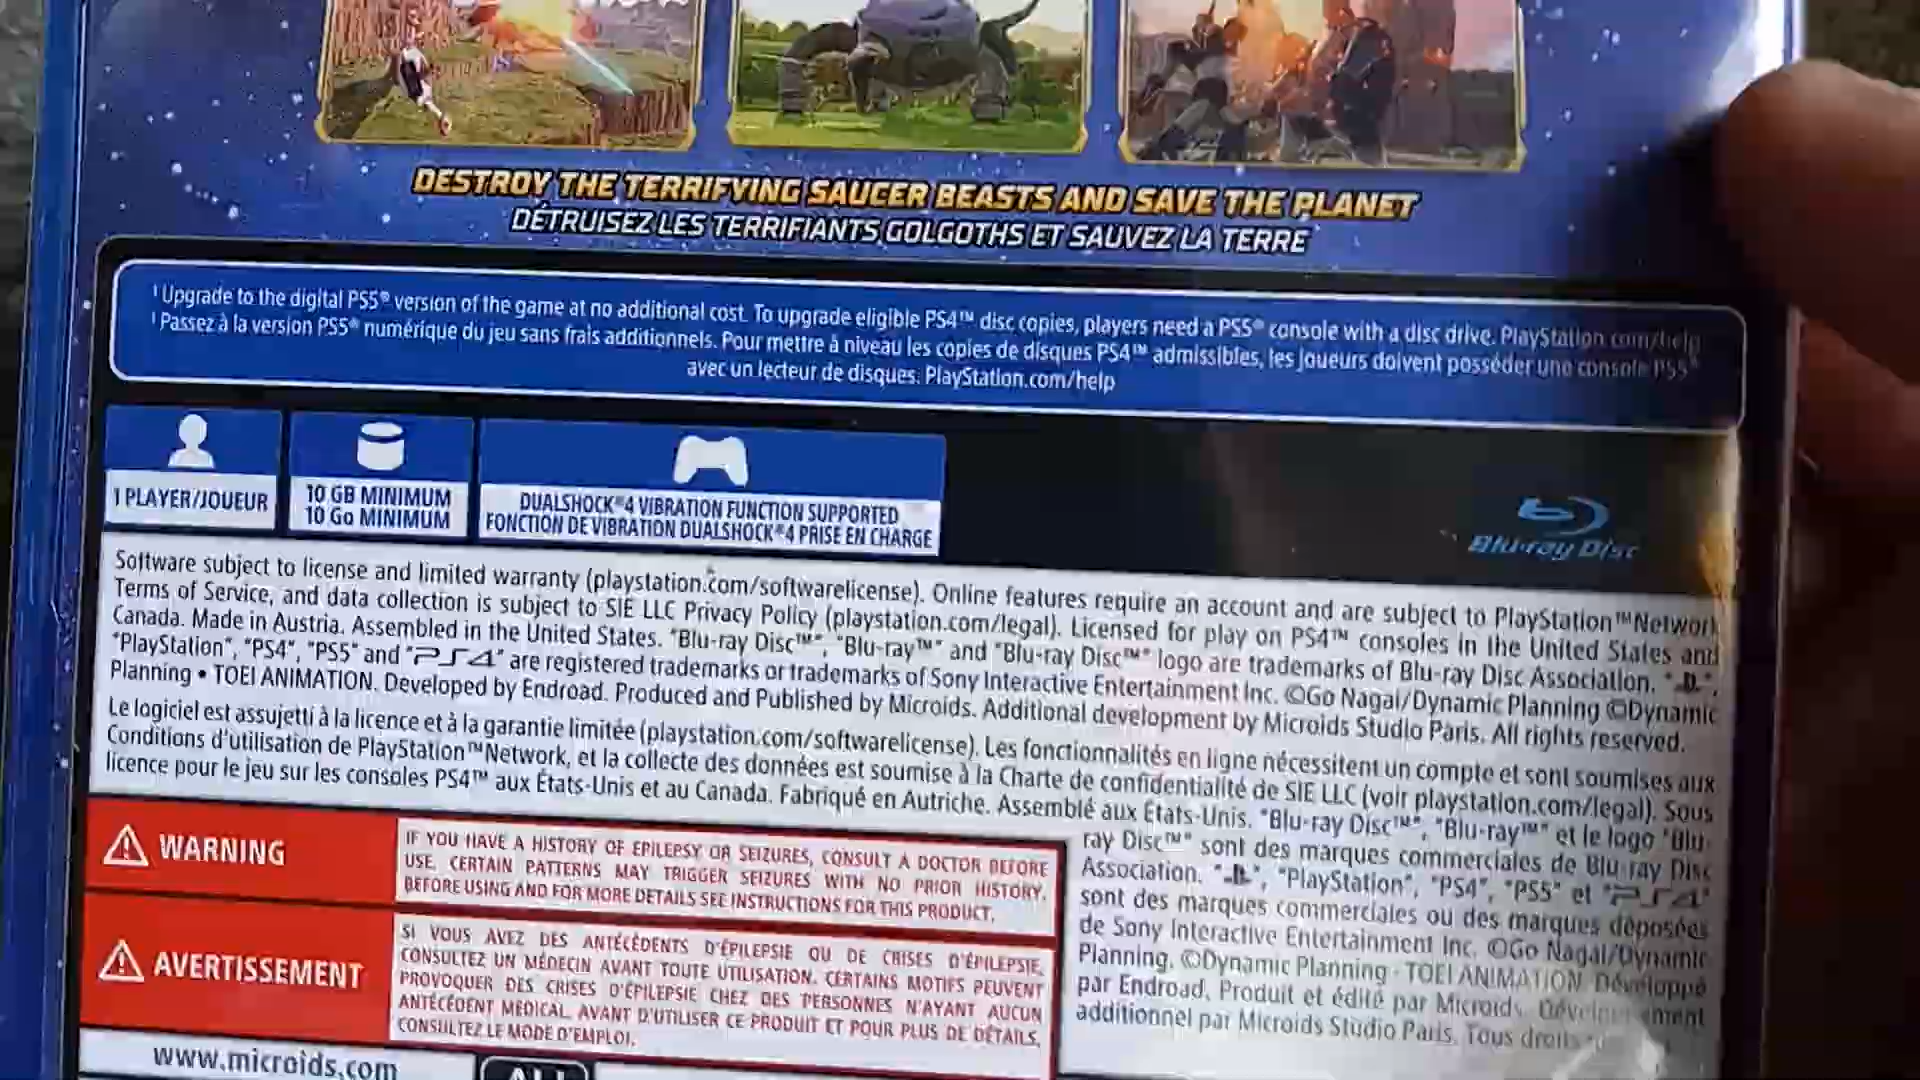 DESTROY THE TERRIFYING SAUCER BEASTS AND SAVE THE PLANET
DÉTRUISEZ LES TERRIFIANTS GOLGOTHS ET SAUVEZ LA TERRE
¹ Upgrade to the digital PS5® version of the game at no additional cost. To upgrade eligible PS4™ disc copies, players need a PS5® console with a disc drive. PlayStation.com/help
¹ Passez à la version PS5® numérique du jeu sans frais additionnels. Pour mettre à niveau les copies de disques PS4™ admissibles, les joueurs doivent posséder une console PS5®
avec un lecteur de disques. PlayStation.com/help
1 PLAYER/JOUEUR
10 GB MINIMUM
10 Go MINIMUM
DUALSHOCK®4 VIBRATION FUNCTION SUPPORTED
FONCTION DE VIBRATION DUALSHOCK®4 PRISE EN CHARGE
Blu-ray Disc
Software subject to license and limited warranty (playstation.com/softwarelicense). Online features require an account and are subject to PlayStation™Network
Terms of Service, and data collection is subject to SIE LLC Privacy Policy (playstation.com/legal). Licensed for play on PS4™ consoles in the United States and
Canada. Made in Austria. Assembled in the United States. "Blu-ray Disc™", "Blu-ray™" and "Blu-ray Disc™" logo are trademarks of Blu-ray Disc Association. " ",
"PlayStation", "PS4", "PS5" and "PS4" are registered trademarks or trademarks of Sony Interactive Entertainment Inc. ©Go Nagai/Dynamic Planning ©Dynamic
Planning • TOEI ANIMATION. Developed by Endroad. Produced and Published by Microids. Additional development by Microids Studio Paris. All rights reserved.
Le logiciel est assujetti à la licence et à la garantie limitée (playstation.com/softwarelicense). Les fonctionnalités en ligne nécessitent un compte et sont soumises aux
Conditions d'utilisation de PlayStation™Network, et la collecte des données est soumise à la Charte de confidentialité de SIE LLC (voir playstation.com/legal). Sous
licence pour le jeu sur les consoles PS4™ aux États-Unis et au Canada. Fabriqué en Autriche. Assemblé aux États-Unis. "Blu-ray Disc™", "Blu-ray™" et le logo "Blu-
ray Disc™" sont des marques commerciales de Blu-ray Disc
Association. " ", "PlayStation", "PS4", "PS5" et "PS4"
sont des marques commerciales ou des marques déposées
de Sony Interactive Entertainment Inc. ©Go Nagai/Dynamic
Planning. ©Dynamic Planning · TOEI ANIMATION. Développé
par Endroad. Produit et édité par Microids. Développement
additionnel par Microids Studio Paris. Tous droits
WARNING
IF YOU HAVE A HISTORY OF EPILEPSY OR SEIZURES, CONSULT A DOCTOR BEFORE
USE. CERTAIN PATTERNS MAY TRIGGER SEIZURES WITH NO PRIOR HISTORY.
BEFORE USING AND FOR MORE DETAILS SEE INSTRUCTIONS FOR THIS PRODUCT.
AVERTISSEMENT
SI VOUS AVEZ DES ANTÉCÉDENTS D'ÉPILEPSIE OU DE CRISES D'ÉPILEPSIE,
CONSULTEZ UN MÉDECIN AVANT TOUTE UTILISATION. CERTAINS MOTIFS PEUVENT
PROVOQUER DES CRISES D'ÉPILEPSIE CHEZ DES PERSONNES N'AYANT AUCUN
ANTÉCÉDENT MÉDICAL. AVANT D'UTILISER CE PRODUIT ET POUR PLUS DE DÉTAILS,
CONSULTEZ LE MODE D'EMPLOI.
www.microids.com
ALL